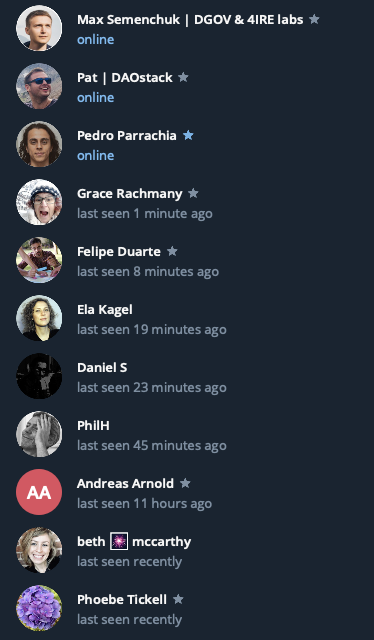 Max Semenchuk | DGOV & 4IRE labs
online
Pat | DAOstack
online
Pedro Parrachia
online
Grace Rachmany
last seen 1 minute ago
Felipe Duarte
last seen 8 minutes ago
Ela Kagel
last seen 19 minutes ago
Daniel S
last seen 23 minutes ago
PhilH
last seen 45 minutes ago
AA
Andreas Arnold
last seen 11 hours ago
beth mccarthy
last seen recently
Phoebe Tickell
last seen recently